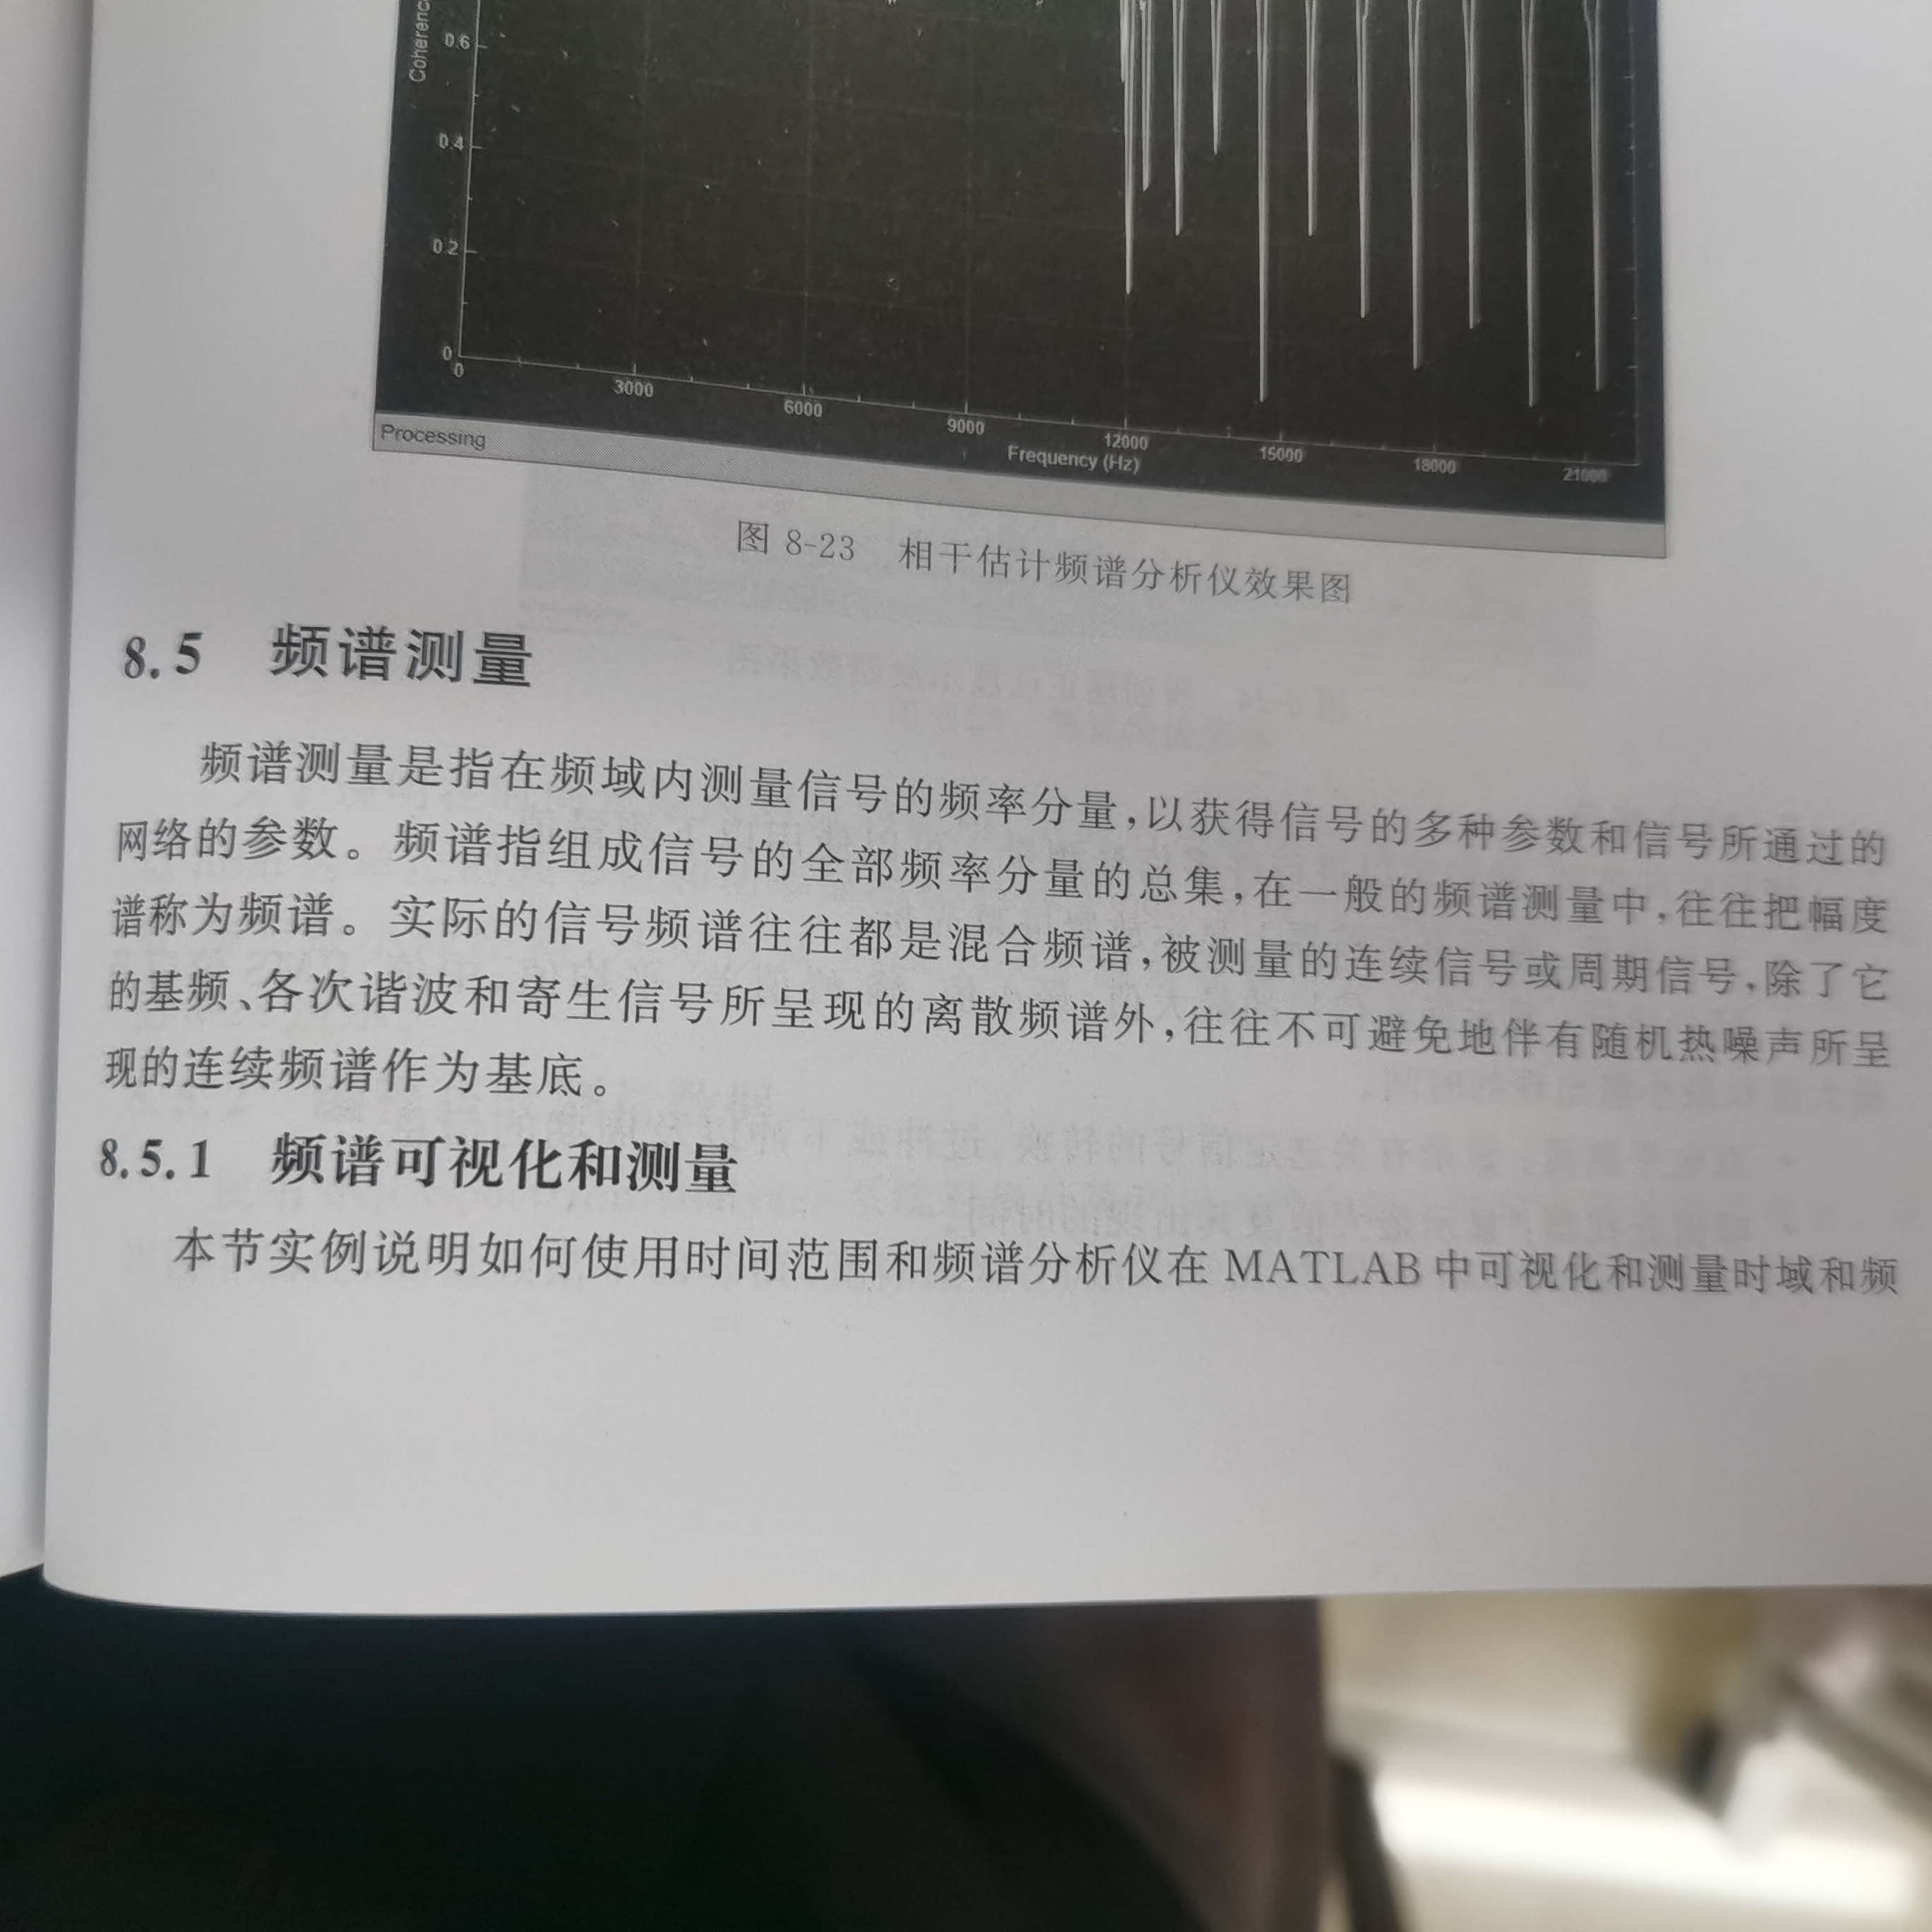 0.6
0.4
0.2
0
0
3000
6000
9000
12000
15000
18000
21000
Frequency (Hz)
Processing
图 8-23 相干估计频谱分析仪效果图
8.5 频谱测量
频谱测量是指在频域内测量信号的频率分量,以获得信号的多种参数和信号所通过的
网络的参数。频谱指组成信号的全部频率分量的总集,在一般的频谱测量中,往往把幅度
谱称为频谱。实际的信号频谱往往都是混合频谱,被测量的连续信号或周期信号,除了它
的基频、各次谐波和寄生信号所呈现的离散频谱外,往往不可避免地伴有随机热噪声所呈
现的连续频谱作为基底。
8.5.1 频谱可视化和测量
本节实例说明如何使用时间范围和频谱分析仪在 MATLAB 中可视化和测量时域和频